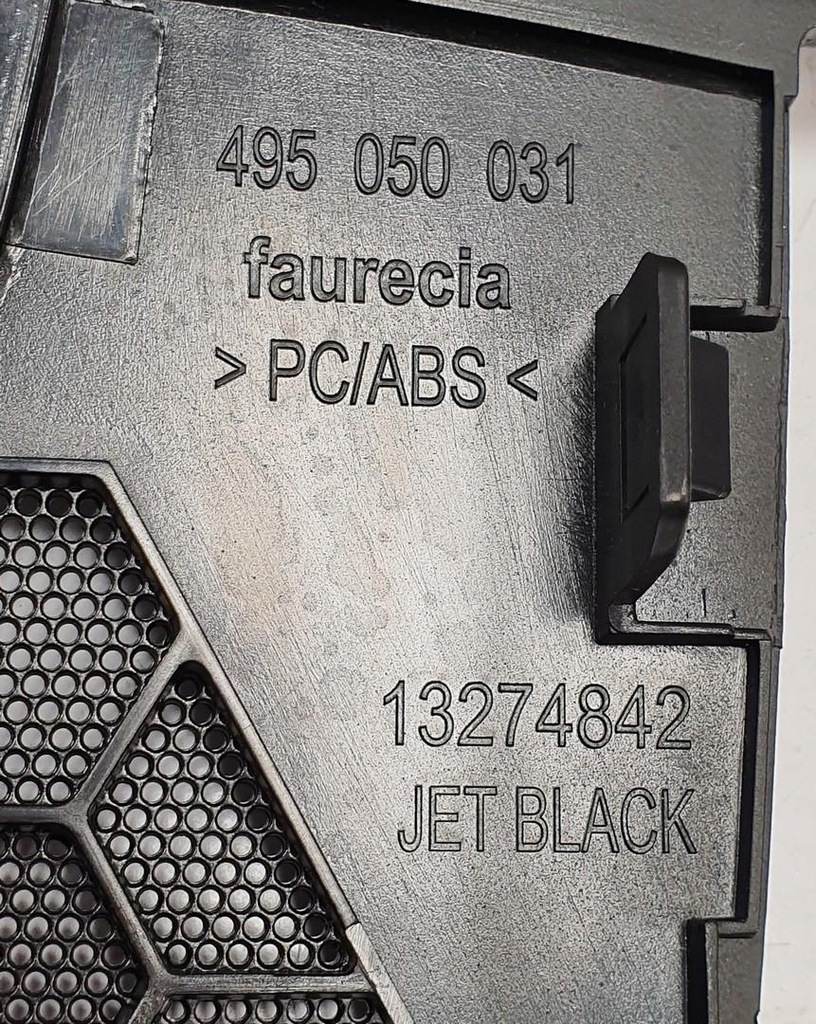 495 050 031
faurecia
> PC/ABS <
13274842
JET BLACK